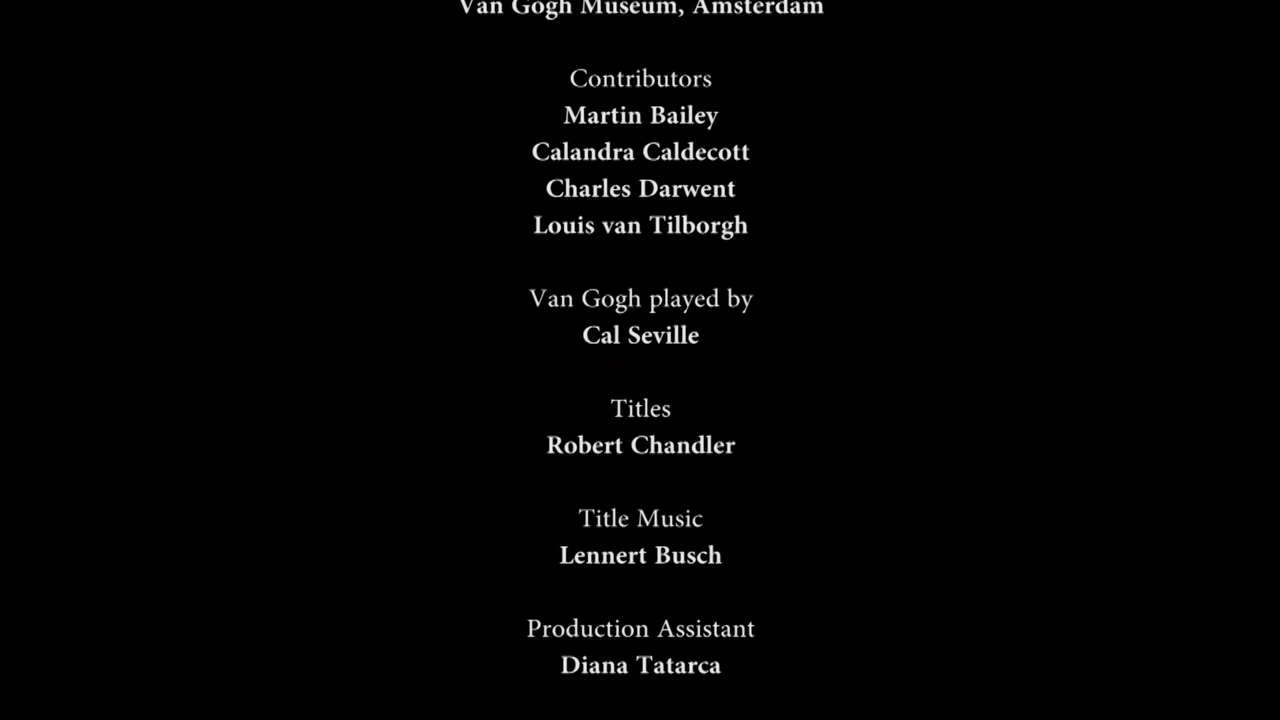 Van Gogh Museum, Amsterdam
Contributors
Martin Bailey
Calandra Caldecott
Charles Darwent
Louis van Tilborgh
Van Gogh played by
Cal Seville
Titles
Robert Chandler
Title Music
Lennert Busch
Production Assistant
Diana Tatarca